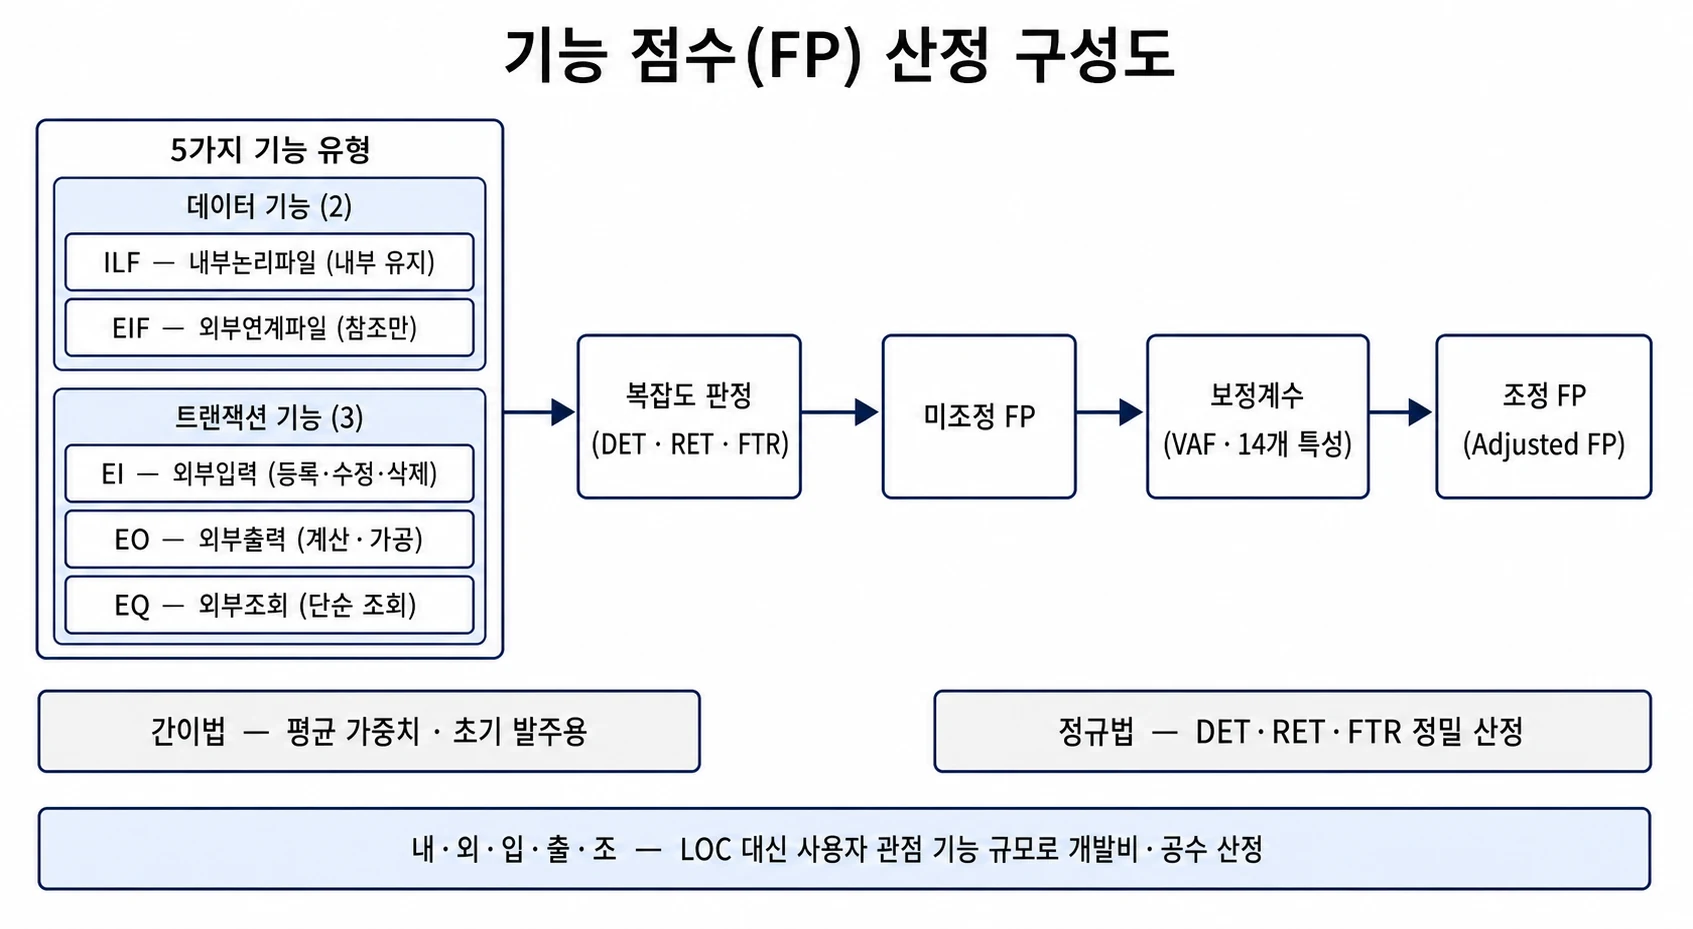 기능 점수(FP) 산정 구성도
5가지 기능 유형
데이터 기능 (2)
ILF — 내부논리파일 (내부 유지)
EIF — 외부연계파일 (참조만)
트랜잭션 기능 (3)
EI — 외부입력 (등록·수정·삭제)
EO — 외부출력 (계산·가공)
EQ — 외부조회 (단순 조회)
복잡도 판정
(DET · RET · FTR)
미조정 FP
보정계수
(VAF · 14개 특성)
조정 FP
(Adjusted FP)
간이법 — 평균 가중치 · 초기 발주용
정규법 — DET · RET · FTR 정밀 산정
내 · 외 · 입 · 출 · 조 — LOC 대신 사용자 관점 기능 규모로 개발비 · 공수 산정